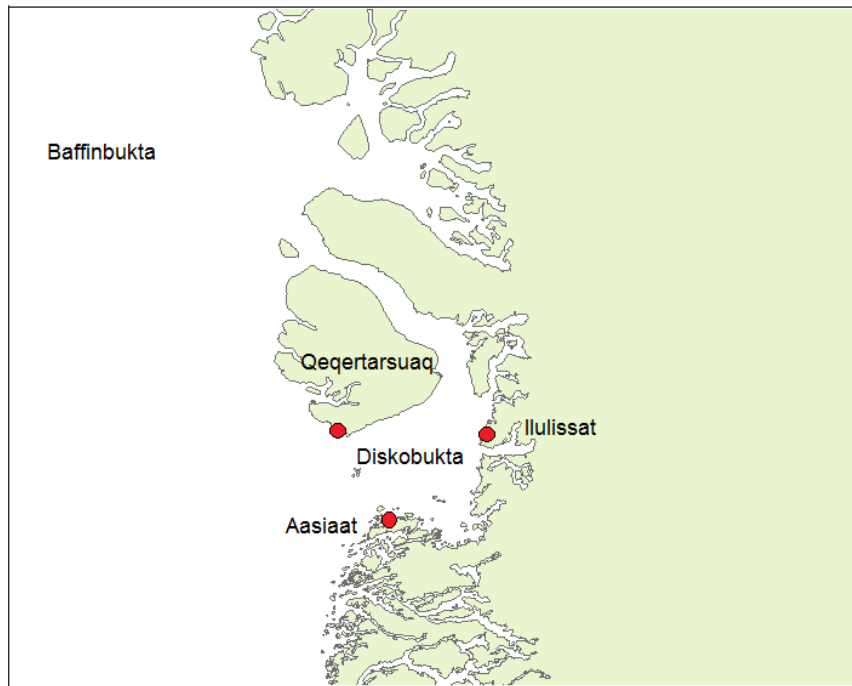 Baffinbukta
Qeqertarsuaq
Ilulissat
Diskobukta
Aasiaat